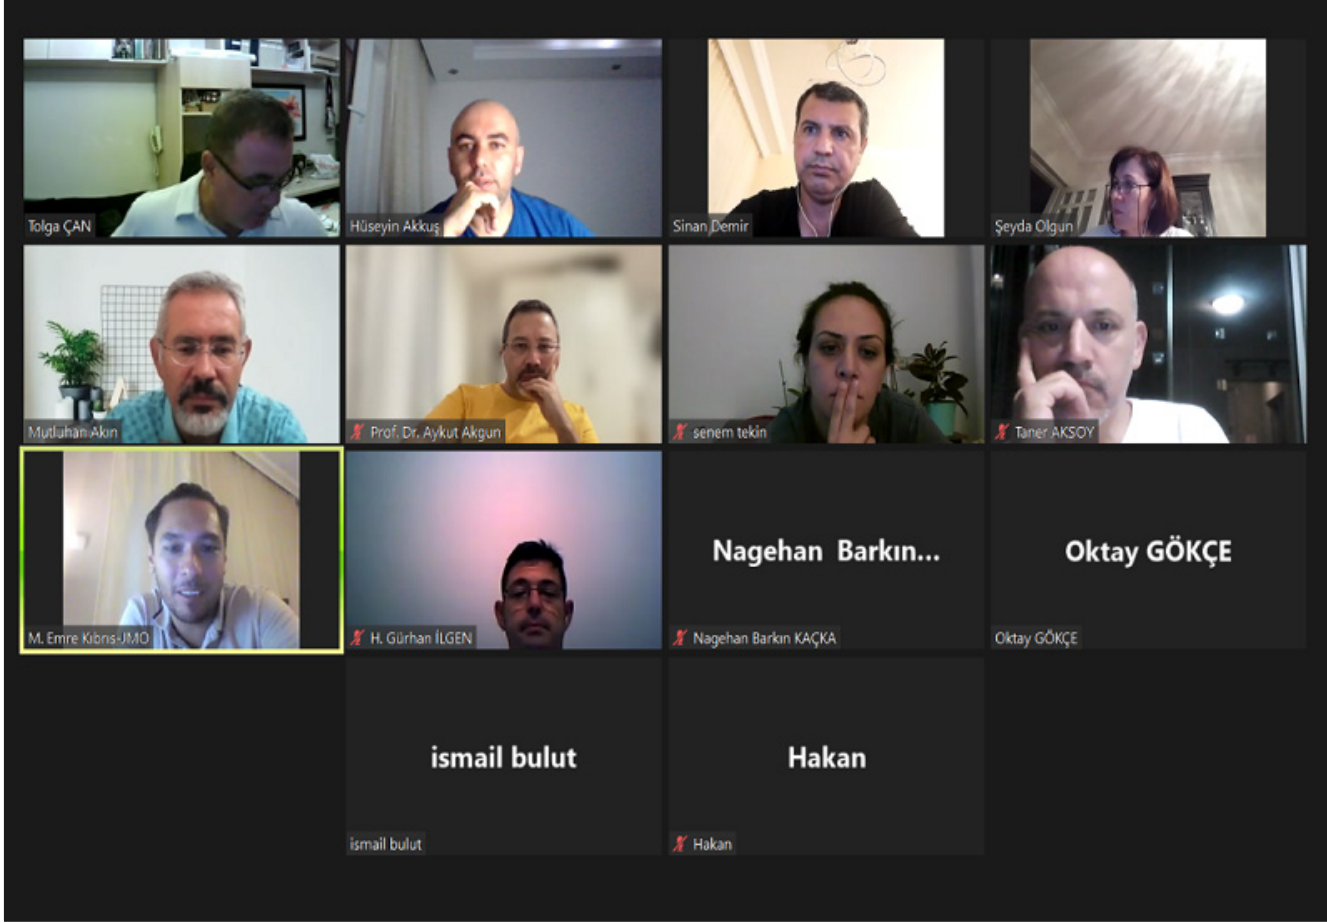 Tolga ÇAN
Hüseyin Akkuş
Sinan Demir
Şeyda Olgun
Mutluhan Akın
Prof. Dr. Aykut Akgun
senem tekin
Taner AKSOY
M. Emre Kıbrıs-JMO
H. Gürhan İLGEN
Nagehan Barkın...
Nagehan Barkın KAÇKA
Oktay GÖKÇE
Oktay GÖKÇE
ismail bulut
ismail bulut
Hakan
Hakan